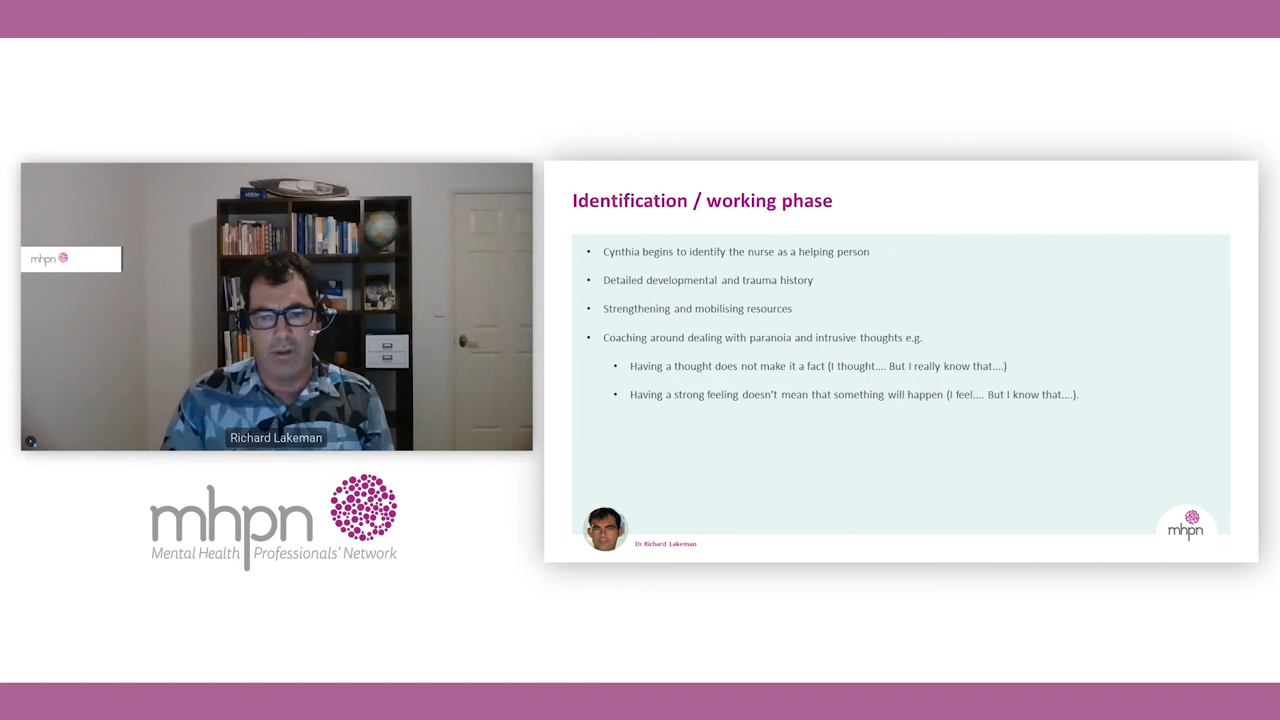 mhpn
Richard Lakeman
mhpn
Mental Health Professionals' Network
Identification / working phase
• Cynthia begins to identify the nurse as a helping person
• Detailed developmental and trauma history
• Strengthening and mobilising resources
• Coaching around dealing with paranoia and intrusive thoughts e.g.
• Having a thought does not make it a fact (I thought.... But I really know that....)
• Having a strong feeling doesn't mean that something will happen (I feel.... But I know that....).
Dr Richard Lakeman
mhpn